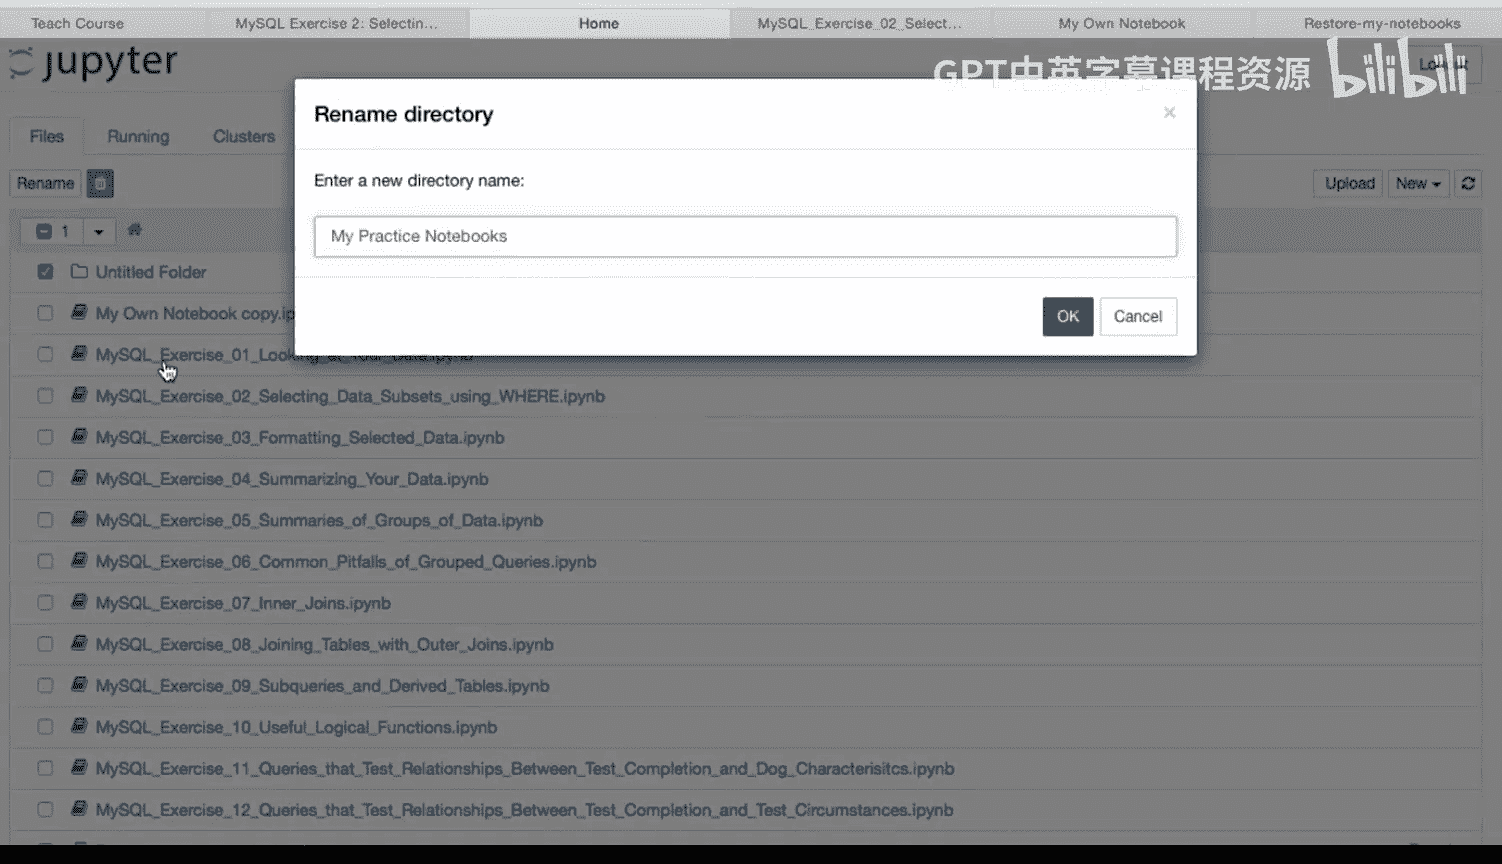 Teach Course
MySQL Exercise 2: Selectin...
Home
MySQL_Exercise_02_Select...
My Own Notebook
Restore-my-notebooks
jupyter
GPT中英字幕课程资源
bilibili
Rename directory
×
Files
Running
Clusters
Enter a new directory name:
Rename
Upload
New
1
My Practice Notebooks
Untitled Folder
My Own Notebook copy.ip
OK
Cancel
MySQL_Exercise_01_Looking_at_Your_Data.ipynb
MySQL_Exercise_02_Selecting_Data_Subsets_using_WHERE.ipynb
MySQL_Exercise_03_Formatting_Selected_Data.ipynb
MySQL_Exercise_04_Summarizing_Your_Data.ipynb
MySQL_Exercise_05_Summaries_of_Groups_of_Data.ipynb
MySQL_Exercise_06_Common_Pitfalls_of_Grouped_Queries.ipynb
MySQL_Exercise_07_Inner_Joins.ipynb
MySQL_Exercise_08_Joining_Tables_with_Outer_Joins.ipynb
MySQL_Exercise_09_Subqueries_and_Derived_Tables.ipynb
MySQL_Exercise_10_Useful_Logical_Functions.ipynb
MySQL_Exercise_11_Queries_that_Test_Relationships_Between_Test_Completion_and_Dog_Characterisitcs.ipynb
MySQL_Exercise_12_Queries_that_Test_Relationships_Between_Test_Completion_and_Test_Circumstances.ipynb